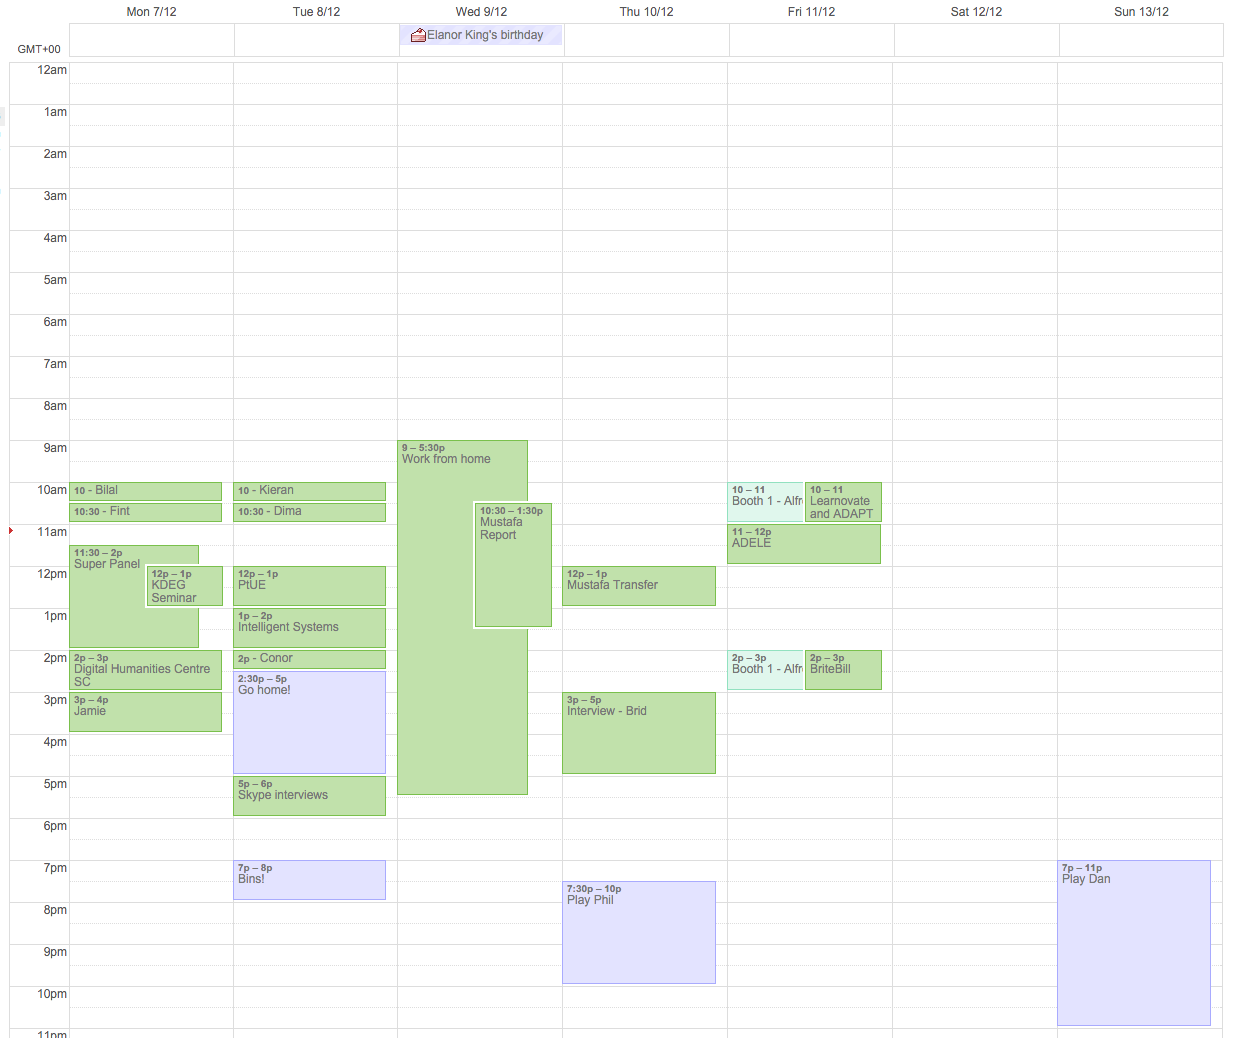 Mon 7/12
Tue 8/12
Wed 9/12
Thu 10/12
Fri 11/12
Sat 12/12
Sun 13/12
GMT+00
Elanor King's birthday
12am
1am
2am
3am
4am
5am
6am
7am
8am
9am
10am
11am
12pm
1pm
2pm
3pm
4pm
5pm
6pm
7pm
8pm
9pm
10pm
11pm
10 - Bilal
10:30 - Fint
11:30 – 2p
Super Panel
12p – 1p
KDEG
Seminar
2p – 3p
Digital Humanities Centre
SC
3p – 4p
Jamie
10 - Kieran
10:30 - Dima
12p – 1p
PtUE
1p – 2p
Intelligent Systems
2p - Conor
2:30p – 5p
Go home!
5p – 6p
Skype interviews
7p – 8p
Bins!
9 – 5:30p
Work from home
10:30 – 1:30p
Mustafa
Report
12p – 1p
Mustafa Transfer
3p – 5p
Interview - Brid
7:30p – 10p
Play Phil
10 – 11
Booth 1 - Alfr
10 – 11
Learnovate
and ADAPT
11 – 12p
ADELE
2p – 3p
Booth 1 - Alfr
2p – 3p
BriteBill
7p – 11p
Play Dan